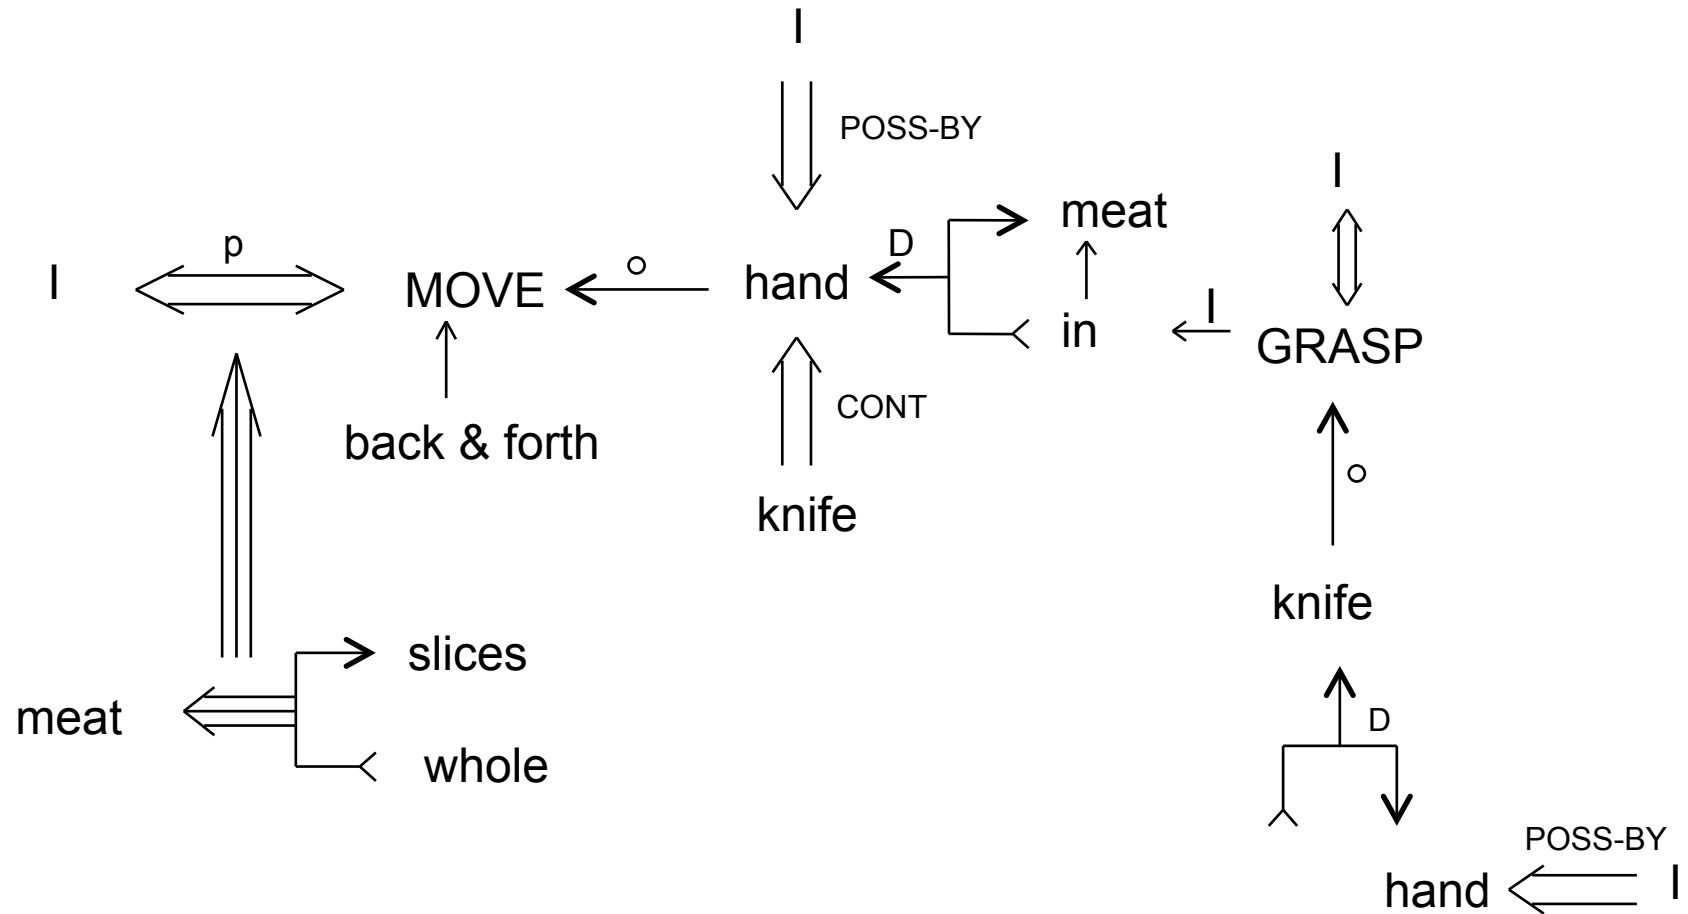 I
POSS-BY
I
meat
D
p
I
MOVE
o
hand
in
I
GRASP
CONT
back & forth
o
knife
knife
slices
meat
D
whole
POSS-BY
hand
I